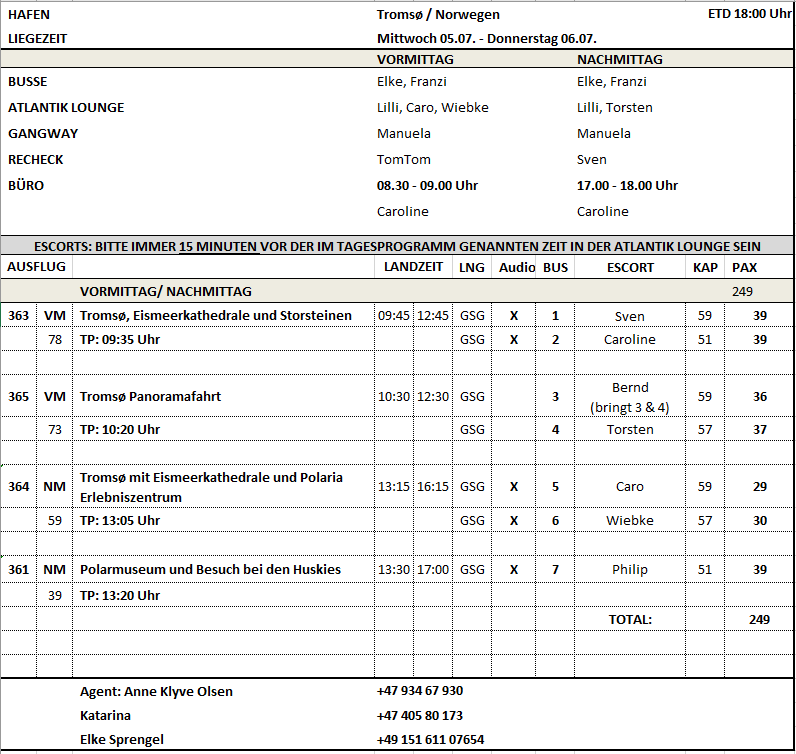 HAFEN Tromsø / Norwegen ETD 18:00 Uhr
LIEGEZEIT Mittwoch 05.07. - Donnerstag 06.07.
VORMITTAG NACHMITTAG
BUSSE Elke, Franzi Elke, Franzi
ATLANTIK LOUNGE Lilli, Caro, Wiebke Lilli, Torsten
GANGWAY Manuela Manuela
RECHECK TomTom Sven
BÜRO 08.30 - 09.00 Uhr 17.00 - 18.00 Uhr
Caroline Caroline
ESCORTS: BITTE IMMER 15 MINUTEN VOR DER IM TAGESPROGRAMM GENANNTEN ZEIT IN DER ATLANTIK LOUNGE SEIN
AUSFLUG LANDZEIT LNG Audio BUS ESCORT KAP PAX
VORMITTAG/ NACHMITTAG 249
363 VM Tromsø, Eismeerkathedrale und Storsteinen 09:45 12:45 GSG X 1 Sven 59 39
78 TP: 09:35 Uhr GSG X 2 Caroline 51 39
365 VM Tromsø Panoramafahrt 10:30 12:30 GSG 3 Bernd 59 36
(bringt 3 & 4)
73 TP: 10:20 Uhr GSG 4 Torsten 57 37
364 NM Tromsø mit Eismeerkathedrale und Polaria 13:15 16:15 GSG X 5 Caro 59 29
Erlebniszentrum
59 TP: 13:05 Uhr GSG X 6 Wiebke 57 30
361 NM Polarmuseum und Besuch bei den Huskies 13:30 17:00 GSG X 7 Philip 51 39
39 TP: 13:20 Uhr
TOTAL: 249
Agent: Anne Klyve Olsen +47 934 67 930
Katarina +47 405 80 173
Elke Sprengel +49 151 611 07654